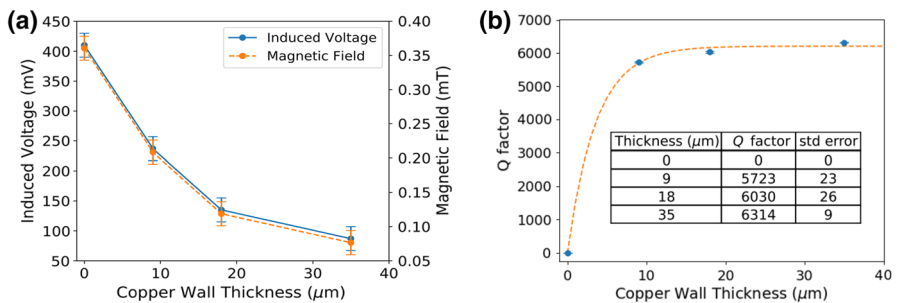 (a)
450
400
350
300
250
200
150
100
50
Induced Voltage (mV)
Induced Voltage
Magnetic Field
0.40
0.35
0.30
0.25
0.20
0.15
0.10
0.05
Magnetic Field (mT)
0 10 20 30 40
Copper Wall Thickness (μm)
(b)
7000
6000
5000
4000
3000
2000
1000
0
Q factor
Thickness (μm) Q factor std error
0 0 0
9 5723 23
18 6030 26
35 6314 9
0 10 20 30 40
Copper Wall Thickness (μm)